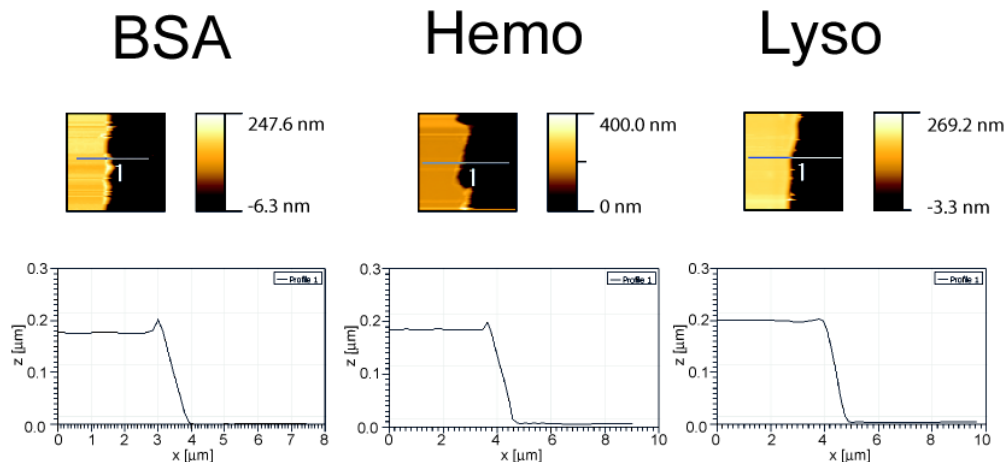 BSA
Hemo
Lyso
247.6 nm
-6.3 nm
1
400.0 nm
0 nm
1
269.2 nm
-3.3 nm
1
0.3
0.2
0.1
0.0
z [µm]
Profile 1
0 1 2 3 4 5 6 7 8
x [µm]
0.3
0.2
0.1
0.0
z [µm]
Profile 1
0 2 4 6 8 10
x [µm]
0.3
0.2
0.1
0.0
z [µm]
Profile 1
0 2 4 6 8 10
x [µm]